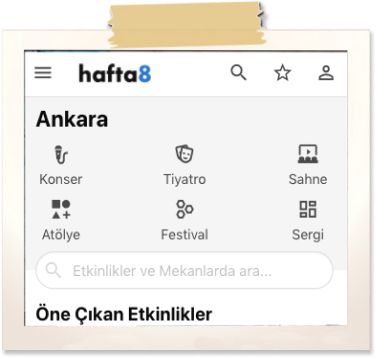 hafta8
Ankara
Konser Tiyatro Sahne
Atölye Festival Sergi
Etkinlikler ve Mekanlarda ara...
Öne Çıkan Etkinlikler